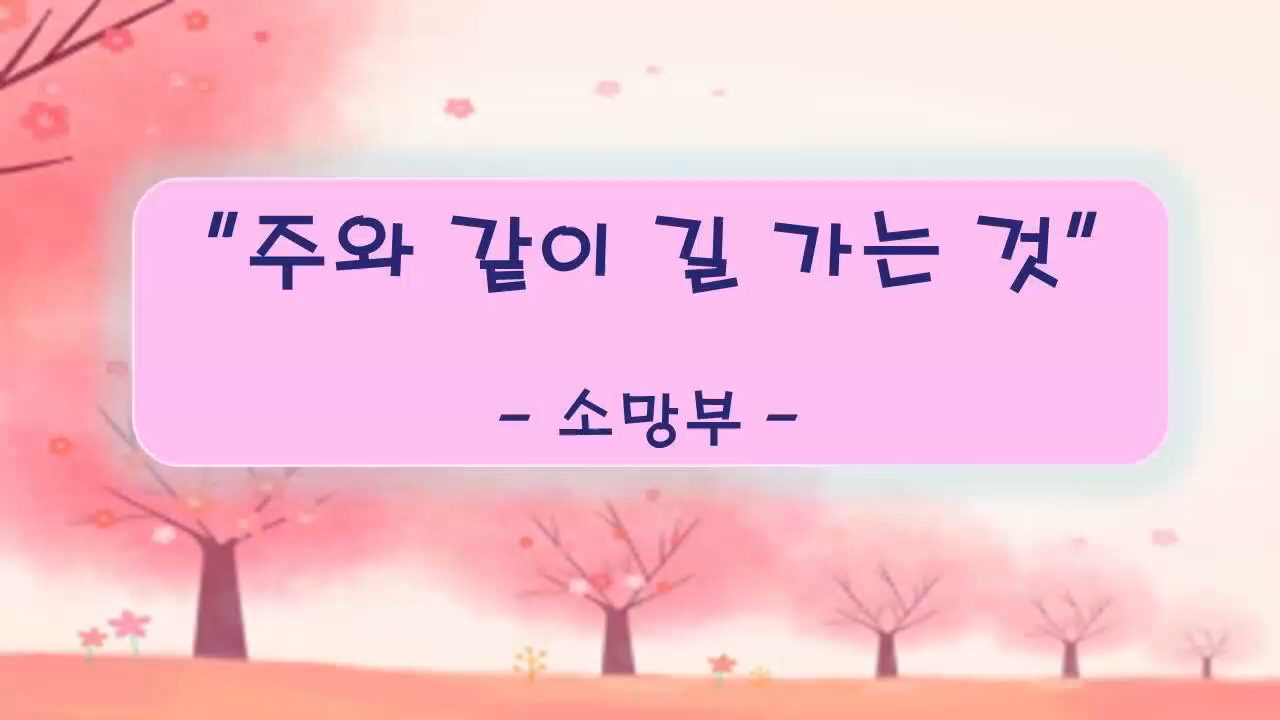 "주와 같이 길 가는 것"
- 소망부 -